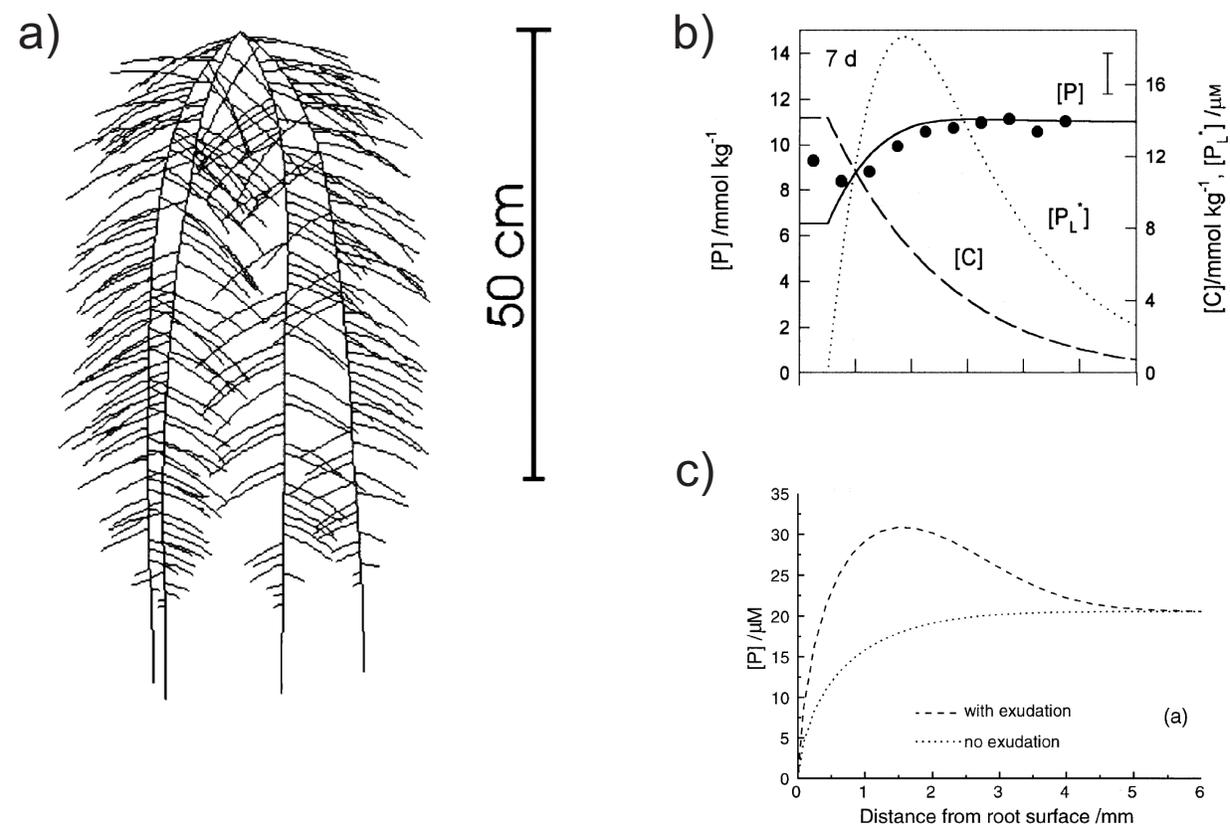 a)
50 cm
b)
7 d
[P]
[P_L^*]
[C]
[P] /mmol kg^-1
14
12
10
8
6
4
2
0
[C]/mmol kg^-1, [P_L^*] /μM
16
12
8
4
0
c)
[P] /μM
35
30
25
20
15
10
5
0
with exudation
no exudation
(a)
0 1 2 3 4 5 6
Distance from root surface /mm